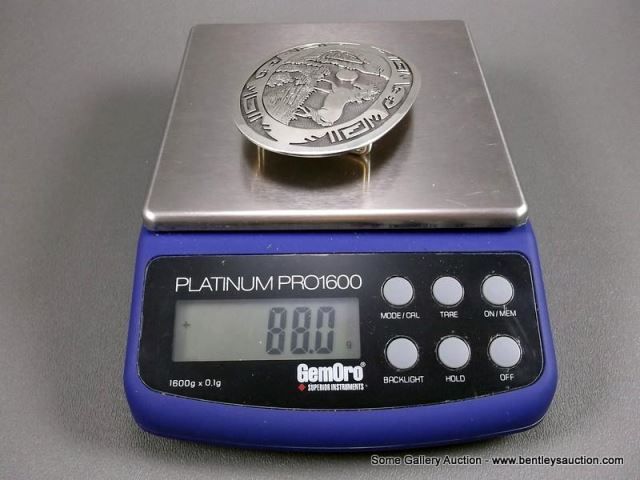 PLATINUM PRO1600
88.0 g
GemOro®
SUPERIOR INSTRUMENTS
1600g x 0.1g
MODE/CAL TARE ON/MEM
BACKLIGHT HOLD OFF
Some Gallery Auction - www.bentleysauction.com